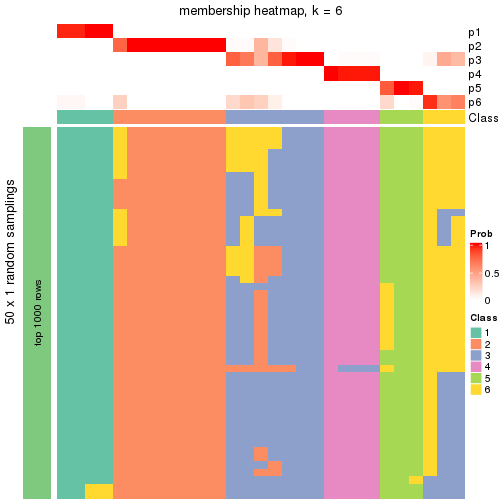 membership heatmap, k = 6
p1
p2
p3
p4
p5
p6
Class
50 x 1 random samplings
top 1000 rows
Prob
1
0.5
0
Class
1
2
3
4
5
6